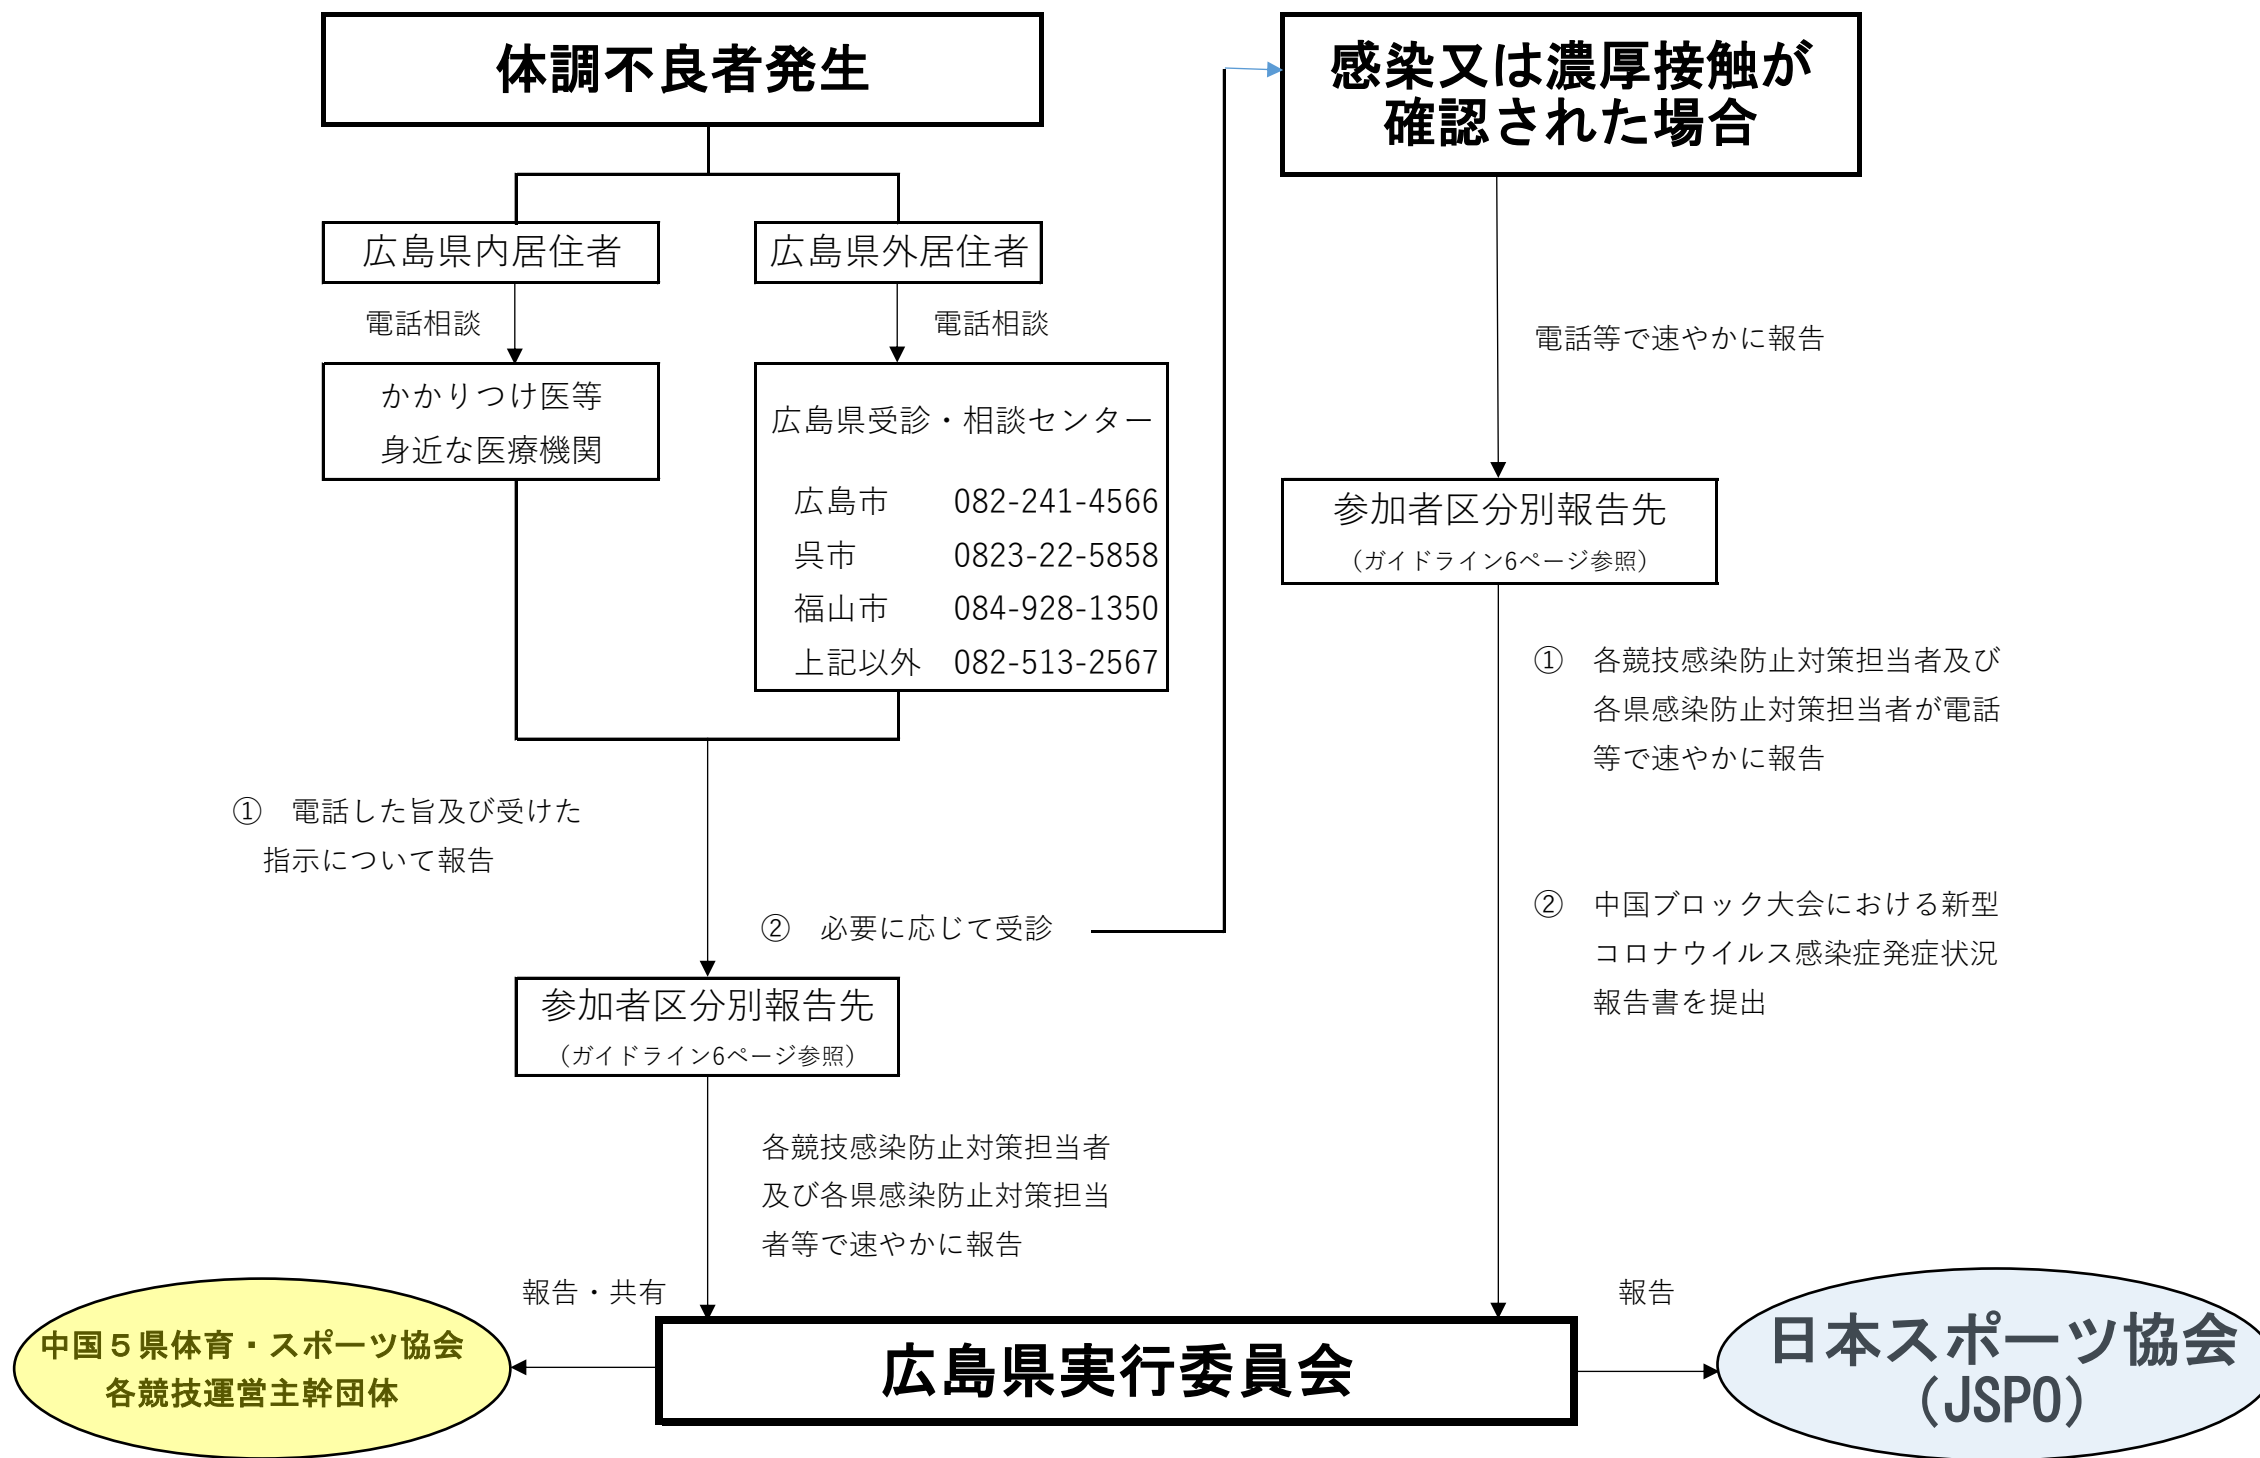 体調不良者発生
広島県内居住者
広島県外居住者
電話相談
電話相談
かかりつけ医等
身近な医療機関
広島県受診・相談センター
広島市　082-241-4566
呉市　0823-22-5858
福山市　084-928-1350
上記以外　082-513-2567
①　電話した旨及び受けた
指示について報告
②　必要に応じて受診
参加者区分別報告先
（ガイドライン6ページ参照）
各競技感染防止対策担当者
及び各県感染防止対策担当
者等で速やかに報告
感染又は濃厚接触が
確認された場合
電話等で速やかに報告
参加者区分別報告先
（ガイドライン6ページ参照）
①　各競技感染防止対策担当者及び
各県感染防止対策担当者が電話
等で速やかに報告
②　中国ブロック大会における新型
コロナウイルス感染症発症状況
報告書を提出
報告・共有
中国５県体育・スポーツ協会
各競技運営主幹団体
広島県実行委員会
報告
日本スポーツ協会
（JSPO）